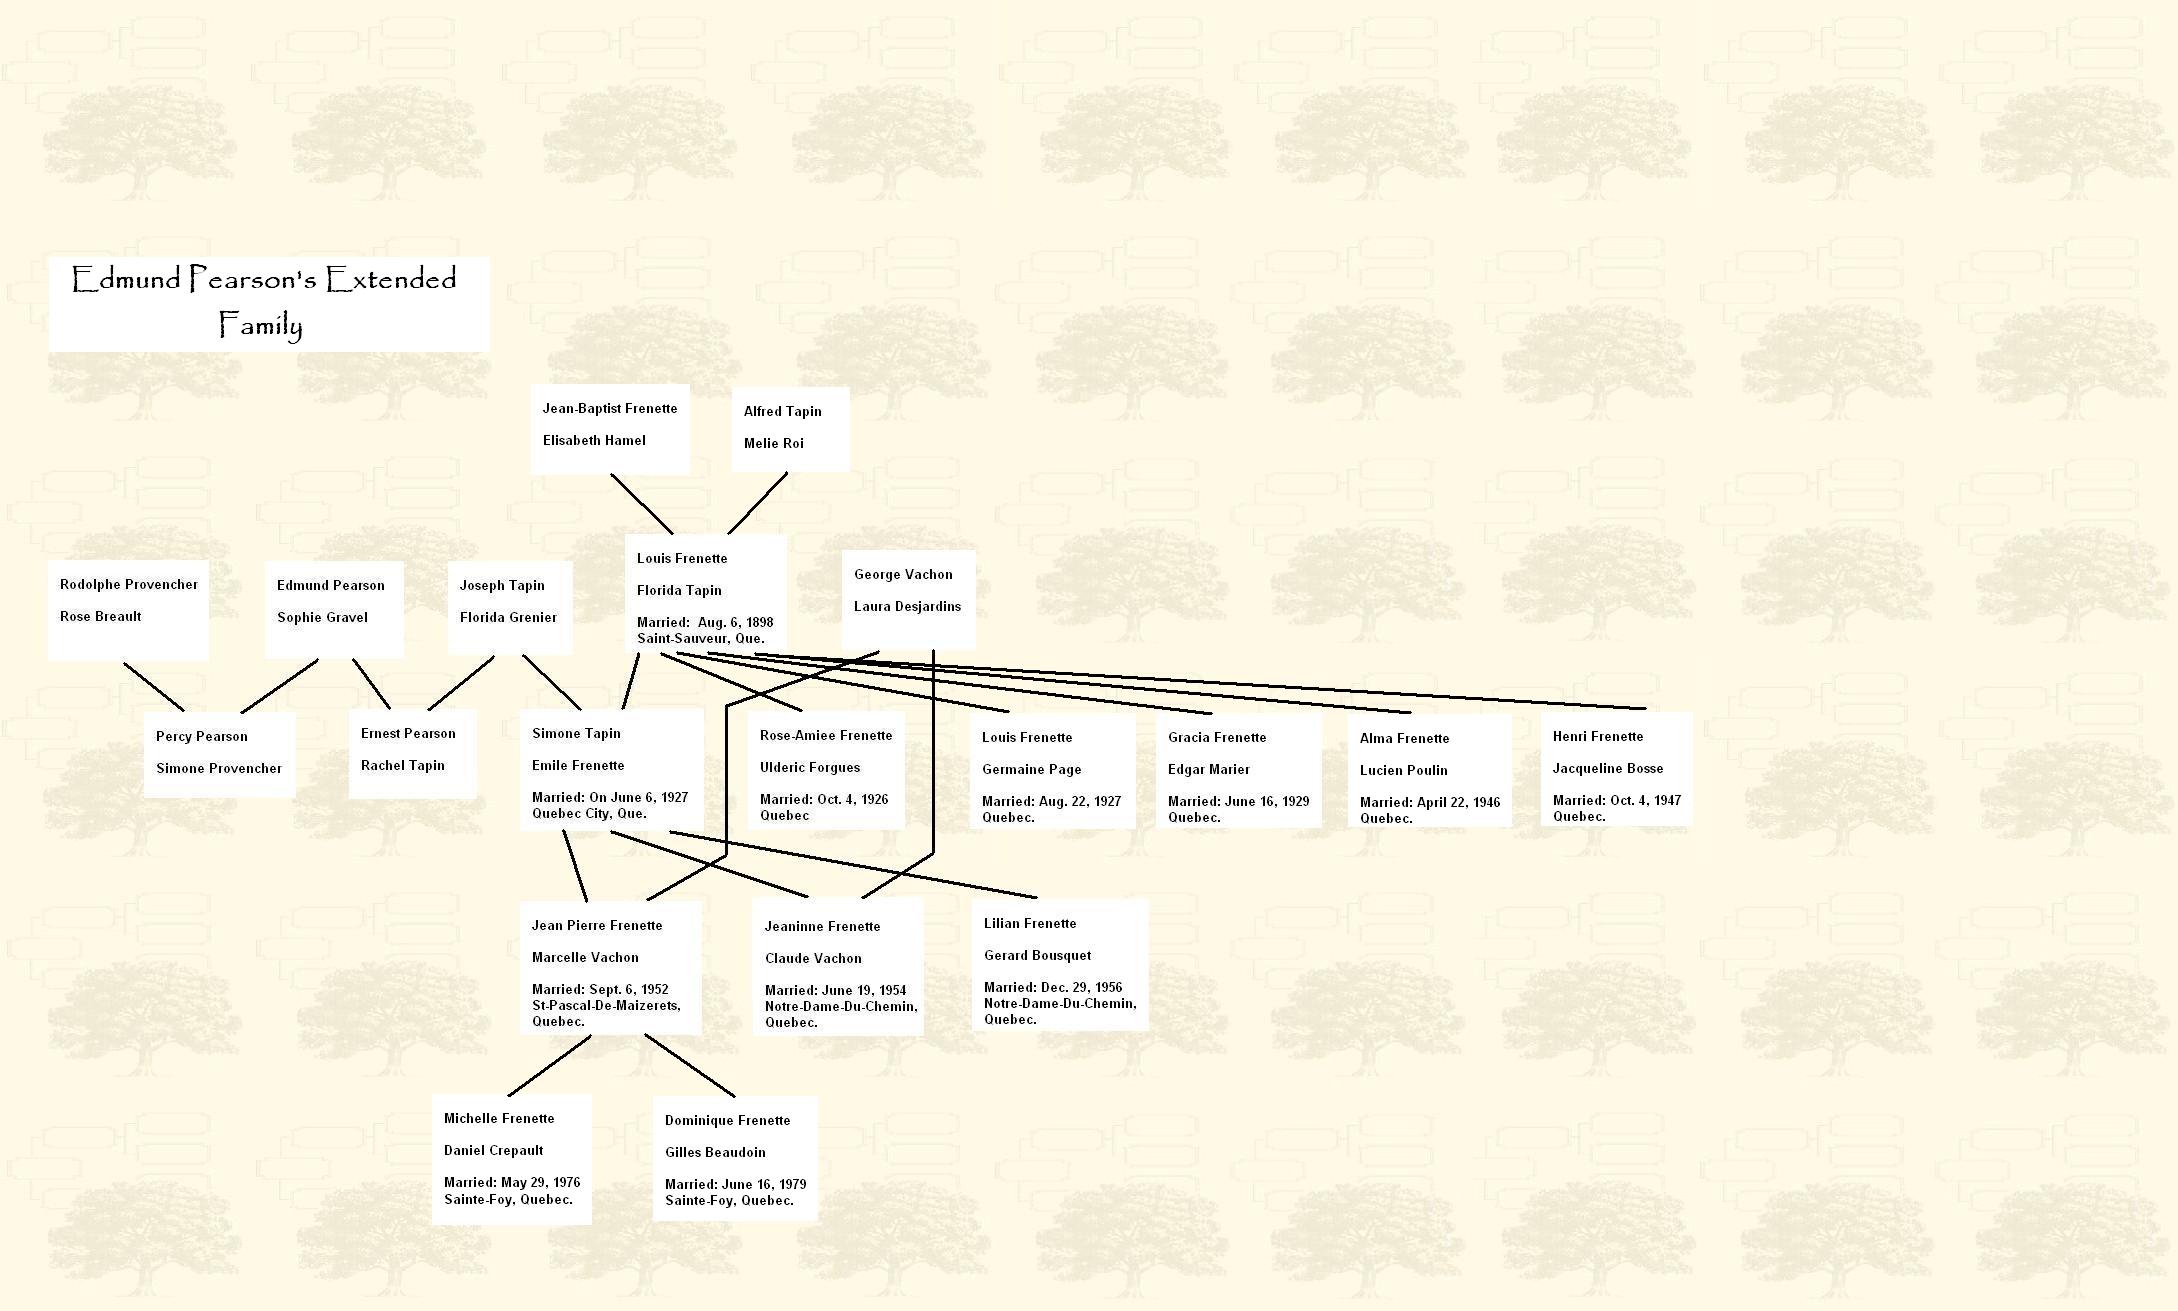 Edmund Pearson's Extended
Family
Jean-Baptist Frenette
Elisabeth Hamel
Alfred Tapin
Melie Roi
Rodolphe Provencher
Rose Breault
Edmund Pearson
Sophie Gravel
Joseph Tapin
Florida Grenier
Louis Frenette
Florida Tapin
Married:  Aug. 6, 1898
Saint-Sauveur, Que.
George Vachon
Laura Desjardins
Percy Pearson
Simone Provencher
Ernest Pearson
Rachel Tapin
Simone Tapin
Emile Frenette
Married: On June 6, 1927
Quebec City, Que.
Rose-Amiee Frenette
Ulderic Forgues
Married: Oct. 4, 1926
Quebec
Louis Frenette
Germaine Page
Married: Aug. 22, 1927
Quebec.
Gracia Frenette
Edgar Marier
Married: June 16, 1929
Quebec.
Alma Frenette
Lucien Poulin
Married: April 22, 1946
Quebec.
Henri Frenette
Jacqueline Bosse
Married: Oct. 4, 1947
Quebec.
Jean Pierre Frenette
Marcelle Vachon
Married: Sept. 6, 1952
St-Pascal-De-Maizerets,
Quebec.
Jeaninne Frenette
Claude Vachon
Married: June 19, 1954
Notre-Dame-Du-Chemin,
Quebec.
Lilian Frenette
Gerard Bousquet
Married: Dec. 29, 1956
Notre-Dame-Du-Chemin,
Quebec.
Michelle Frenette
Daniel Crepault
Married: May 29, 1976
Sainte-Foy, Quebec.
Dominique Frenette
Gilles Beaudoin
Married: June 16, 1979
Sainte-Foy, Quebec.